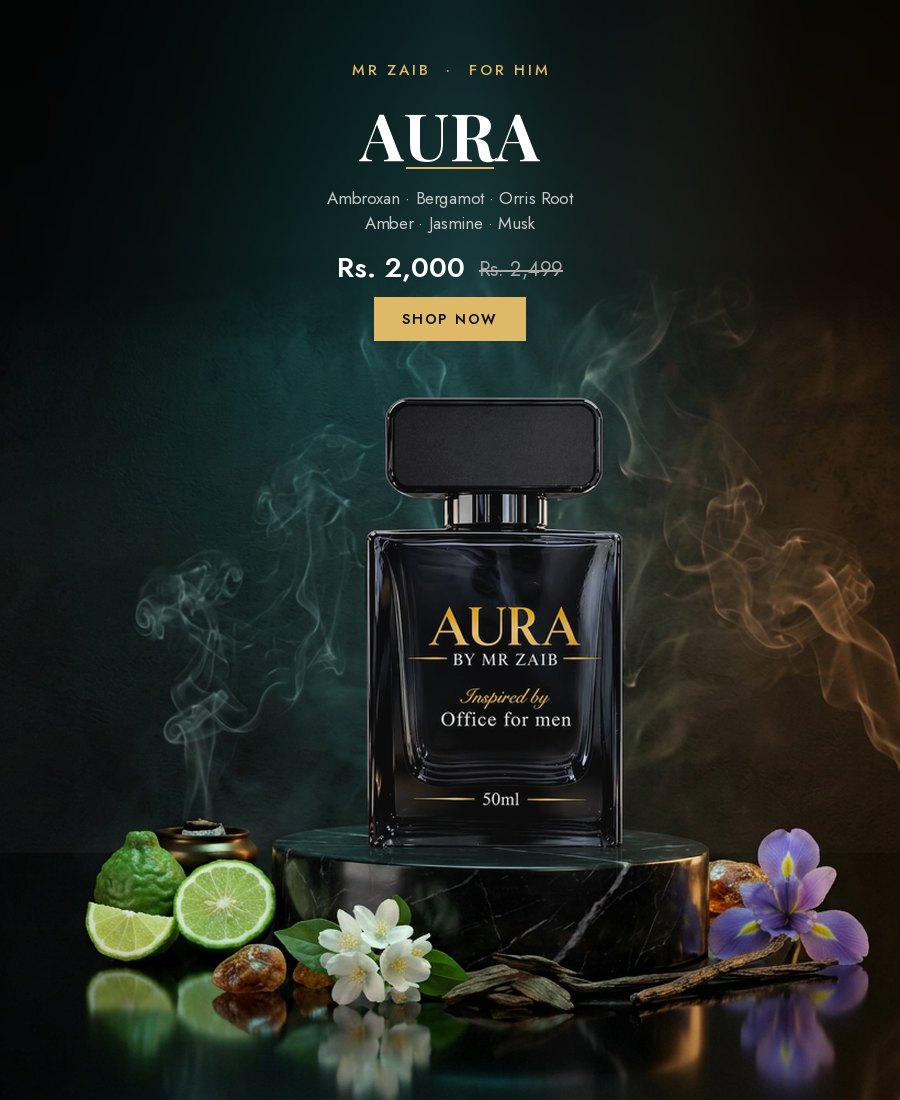 MR ZAIB · FOR HIM
AURA
Ambroxan · Bergamot · Orris Root
Amber · Jasmine · Musk
Rs. 2,000 Rs. 2,499
SHOP NOW
AURA
BY MR ZAIB
Inspired by
Office for men
50ml